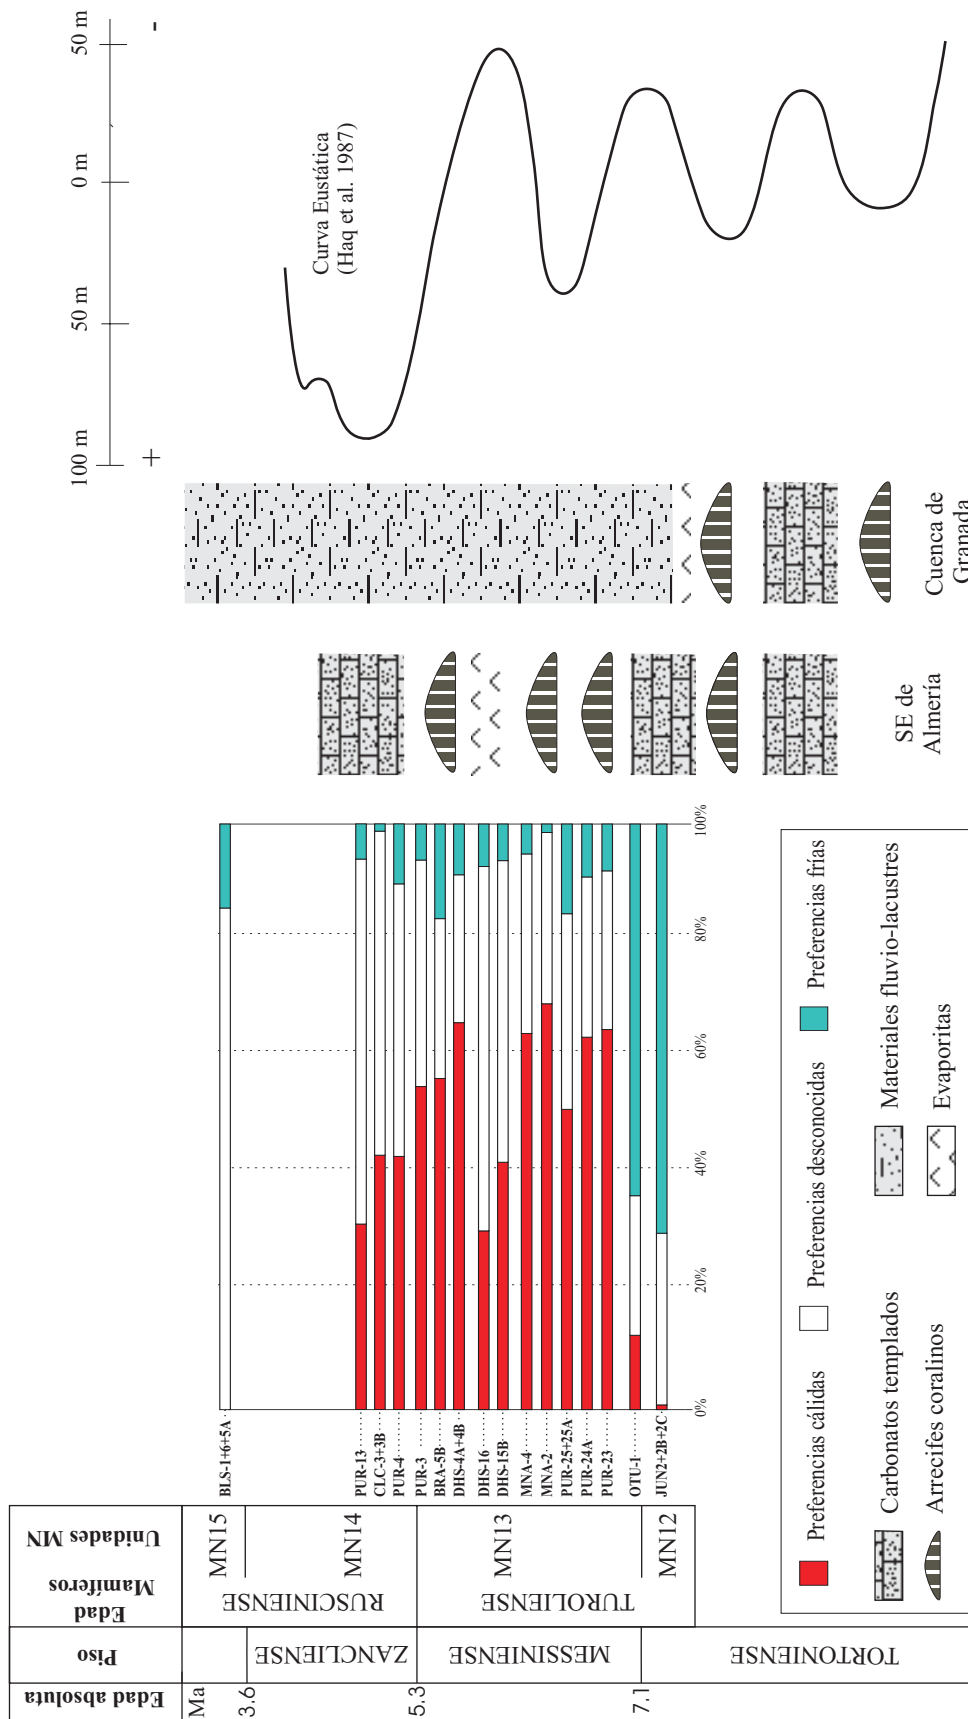 Edad absoluta
Piso
Edad
Mamíferos
Unidades MN
Ma
3.6
5.3
7.1
ZANCLIENSE
MESSINIENSE
TORTONIENSE
RUSCINIENSE
TUROLIENSE
MN15
MN14
MN13
MN12
BLS-1+6+5A
PUR-13
CLC-3+3B
PUR-4
PUR-3
BRA-5B
DHS-4A+4B
DHS-16
DHS-15B
MNA-4
MNA-2
PUR-25+25A
PUR-24A
PUR-23
OTU-1
JUN2+2B+2C
0%
20%
40%
60%
80%
100%
SE de
Almería
Cuenca de
Granada
100 m
50 m
0 m
50 m
+
-
Curva Eustática
(Haq et al. 1987)
Preferencias cálidas
Preferencias desconocidas
Preferencias frías
Carbonatos templados
Materiales fluvio-lacustres
Arrecifes coralinos
Evaporitas